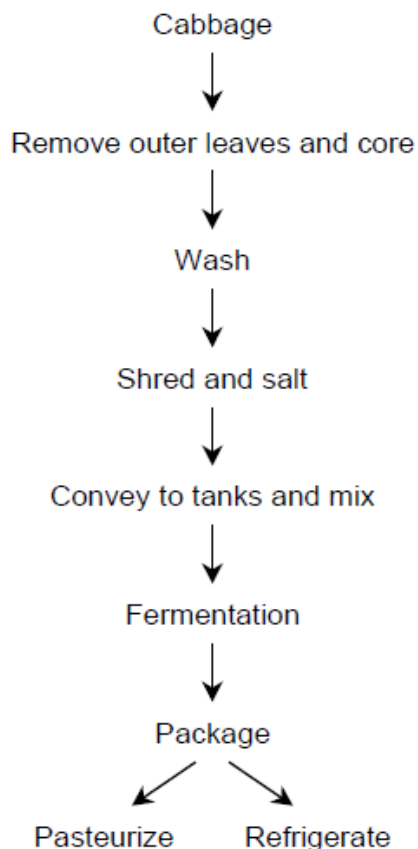 Cabbage
Remove outer leaves and core
Wash
Shred and salt
Convey to tanks and mix
Fermentation
Package
Pasteurize Refrigerate